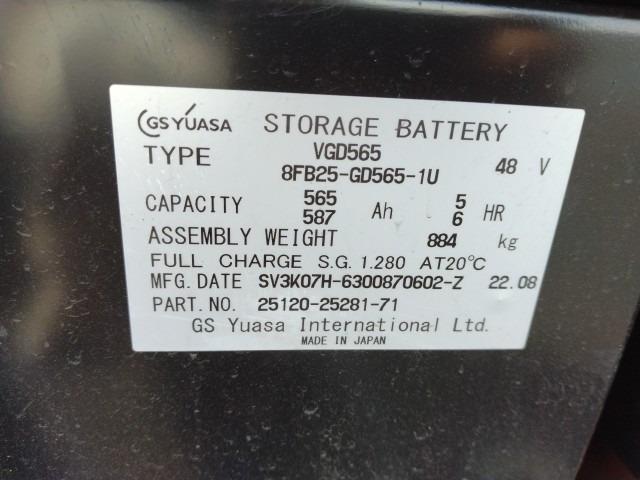 GS YUASA STORAGE BATTERY
TYPE VGD565
8FB25-GD565-1U 48 V
CAPACITY 565 Ah 5 HR
587 6
ASSEMBLY WEIGHT 884 kg
FULL CHARGE S.G. 1.280 AT20℃
MFG.DATE SV3K07H-6300870602-Z 22.08
PART.NO. 25120-25281-71
GS Yuasa International Ltd.
MADE IN JAPAN